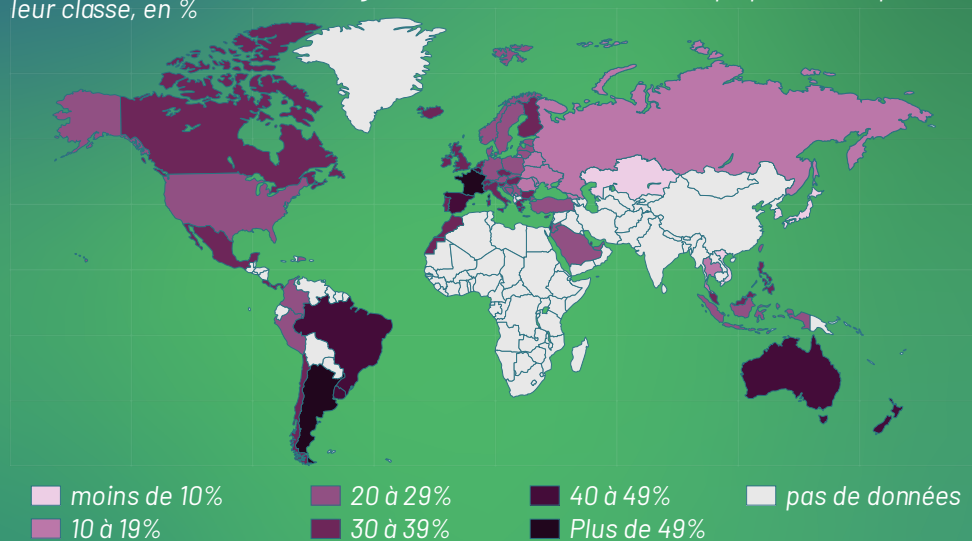 leur classe, en %
moins de 10%
20 à 29%
40 à 49%
pas de données
10 à 19%
30 à 39%
Plus de 49%